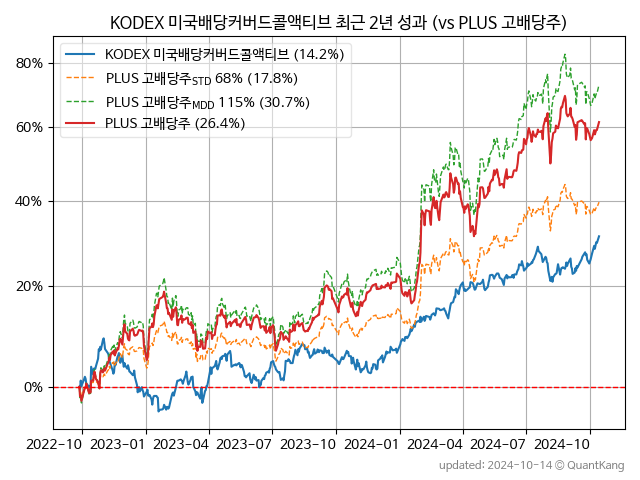 KODEX 미국배당커버드콜액티브 최근 2년 성과 (vs PLUS 고배당주)
KODEX 미국배당커버드콜액티브 (14.2%)
PLUS 고배당주STD 68% (17.8%)
PLUS 고배당주MDD 115% (30.7%)
PLUS 고배당주 (26.4%)
80%
60%
40%
20%
0%
2022-10 2023-01 2023-04 2023-07 2023-10 2024-01 2024-04 2024-07 2024-10
updated: 2024-10-14 © QuantKang